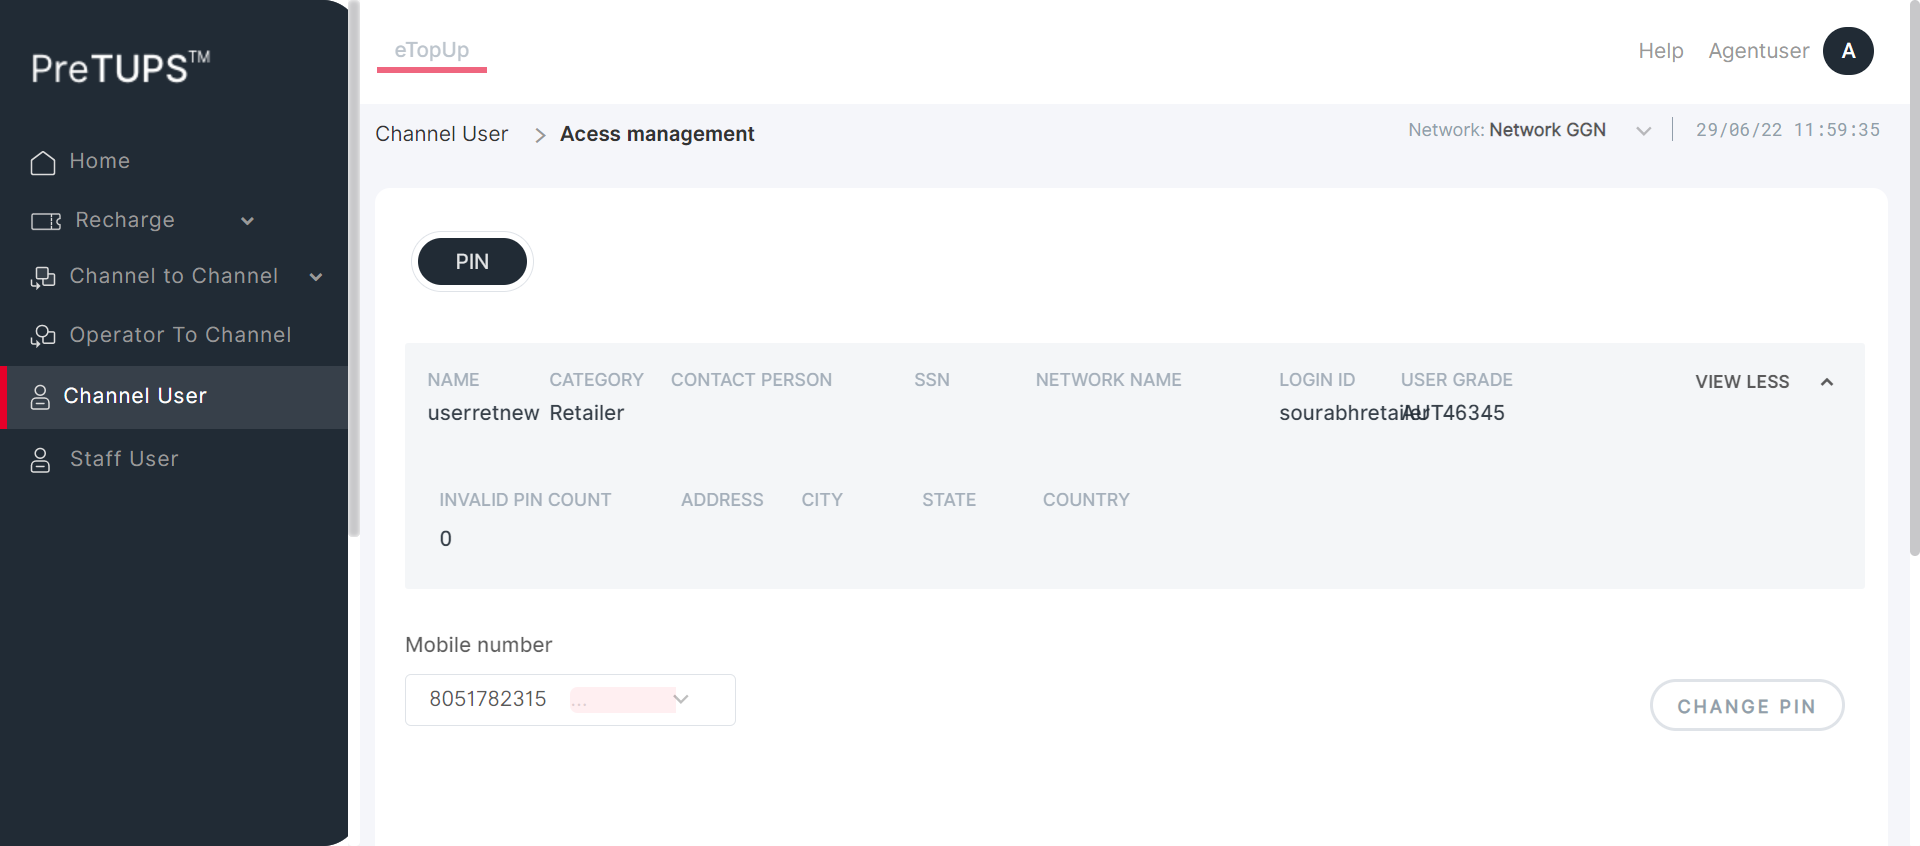 PreTUPS™
Home
Recharge
Channel to Channel
Operator To Channel
Channel User
Staff User
eTopUp
Help Agentuser A
Channel User > Acess management
Network: Network GGN | 29/06/22 11:59:35
PIN
NAME CATEGORY CONTACT PERSON SSN NETWORK NAME LOGIN ID USER GRADE VIEW LESS
userretnew Retailer sourabhretailer AUT46345
INVALID PIN COUNT ADDRESS CITY STATE COUNTRY
0
Mobile number
8051782315 ...
CHANGE PIN